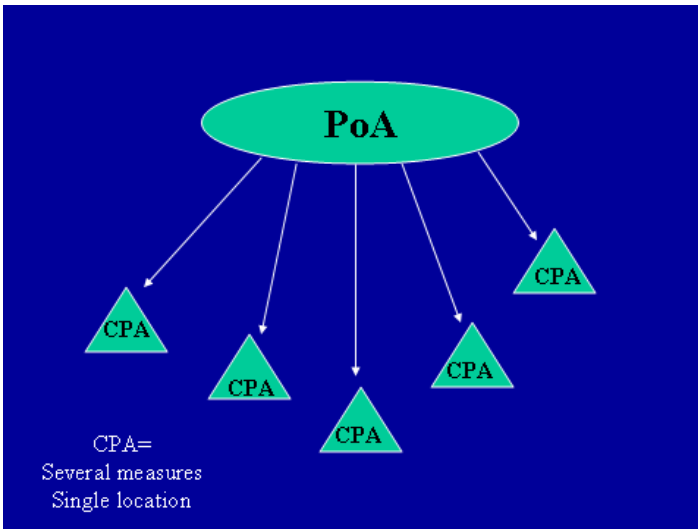 PoA
CPA
CPA
CPA
CPA
CPA
CPA=
Several measures
Single location